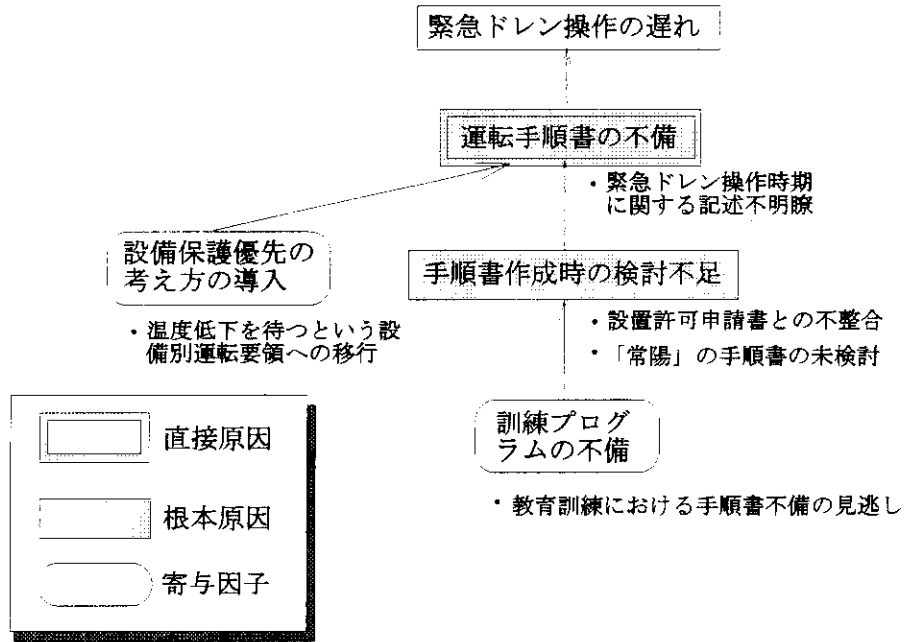 緊急ドレン操作の遅れ
運転手順書の不備
・緊急ドレン操作時期
に関する記述不明瞭
設備保護優先の
考え方の導入
・温度低下を待つという設
備別運転要領への移行
手順書作成時の検討不足
・設置許可申請書との不整合
・「常陽」の手順書の未検討
訓練プログ
ラムの不備
・教育訓練における手順書不備の見逃し
直接原因
根本原因
寄与因子